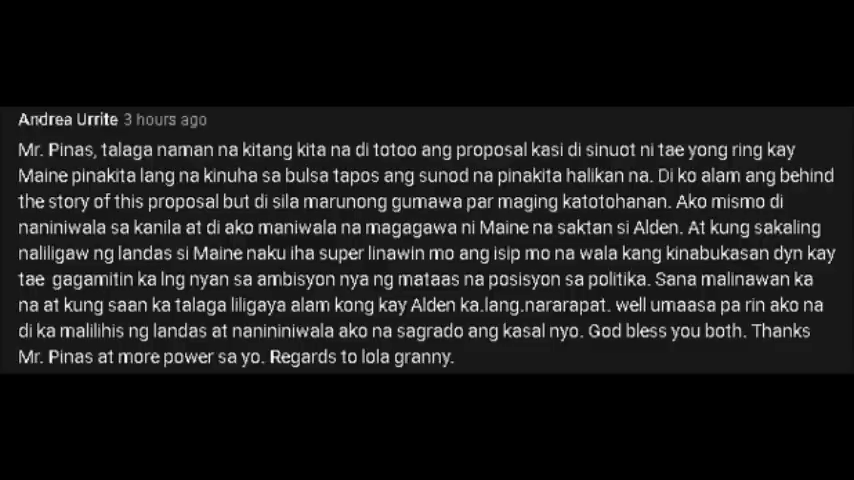 Andrea Urrite 3 hours ago
Mr. Pinas, talaga naman na kitang kita na di totoo ang proposal kasi di sinuot ni tae yong ring kay
Maine pinakita lang na kinuha sa bulsa tapos ang sunod na pinakita halikan na. Di ko alam ang behind
the story of this proposal but di sila marunong gumawa par maging katotohanan. Ako mismo di
naniniwala sa kanila at di ako maniwala na magagawa ni Maine na saktan si Alden. At kung sakaling
naliligaw ng landas si Maine naku iha super linawin mo ang isip mo na wala kang kinabukasan dyn kay
tae gagamitin ka lng nyan sa ambisyon nya ng mataas na posisyon sa politika. Sana malinawan ka
na at kung saan ka talaga liligaya alam kong kay Alden ka.lang.nararapat. well umaasa pa rin ako na
di ka malilihis ng landas at nanininiwala ako na sagrado ang kasal nyo. God bless you both. Thanks
Mr. Pinas at more power sa yo. Regards to lola granny.